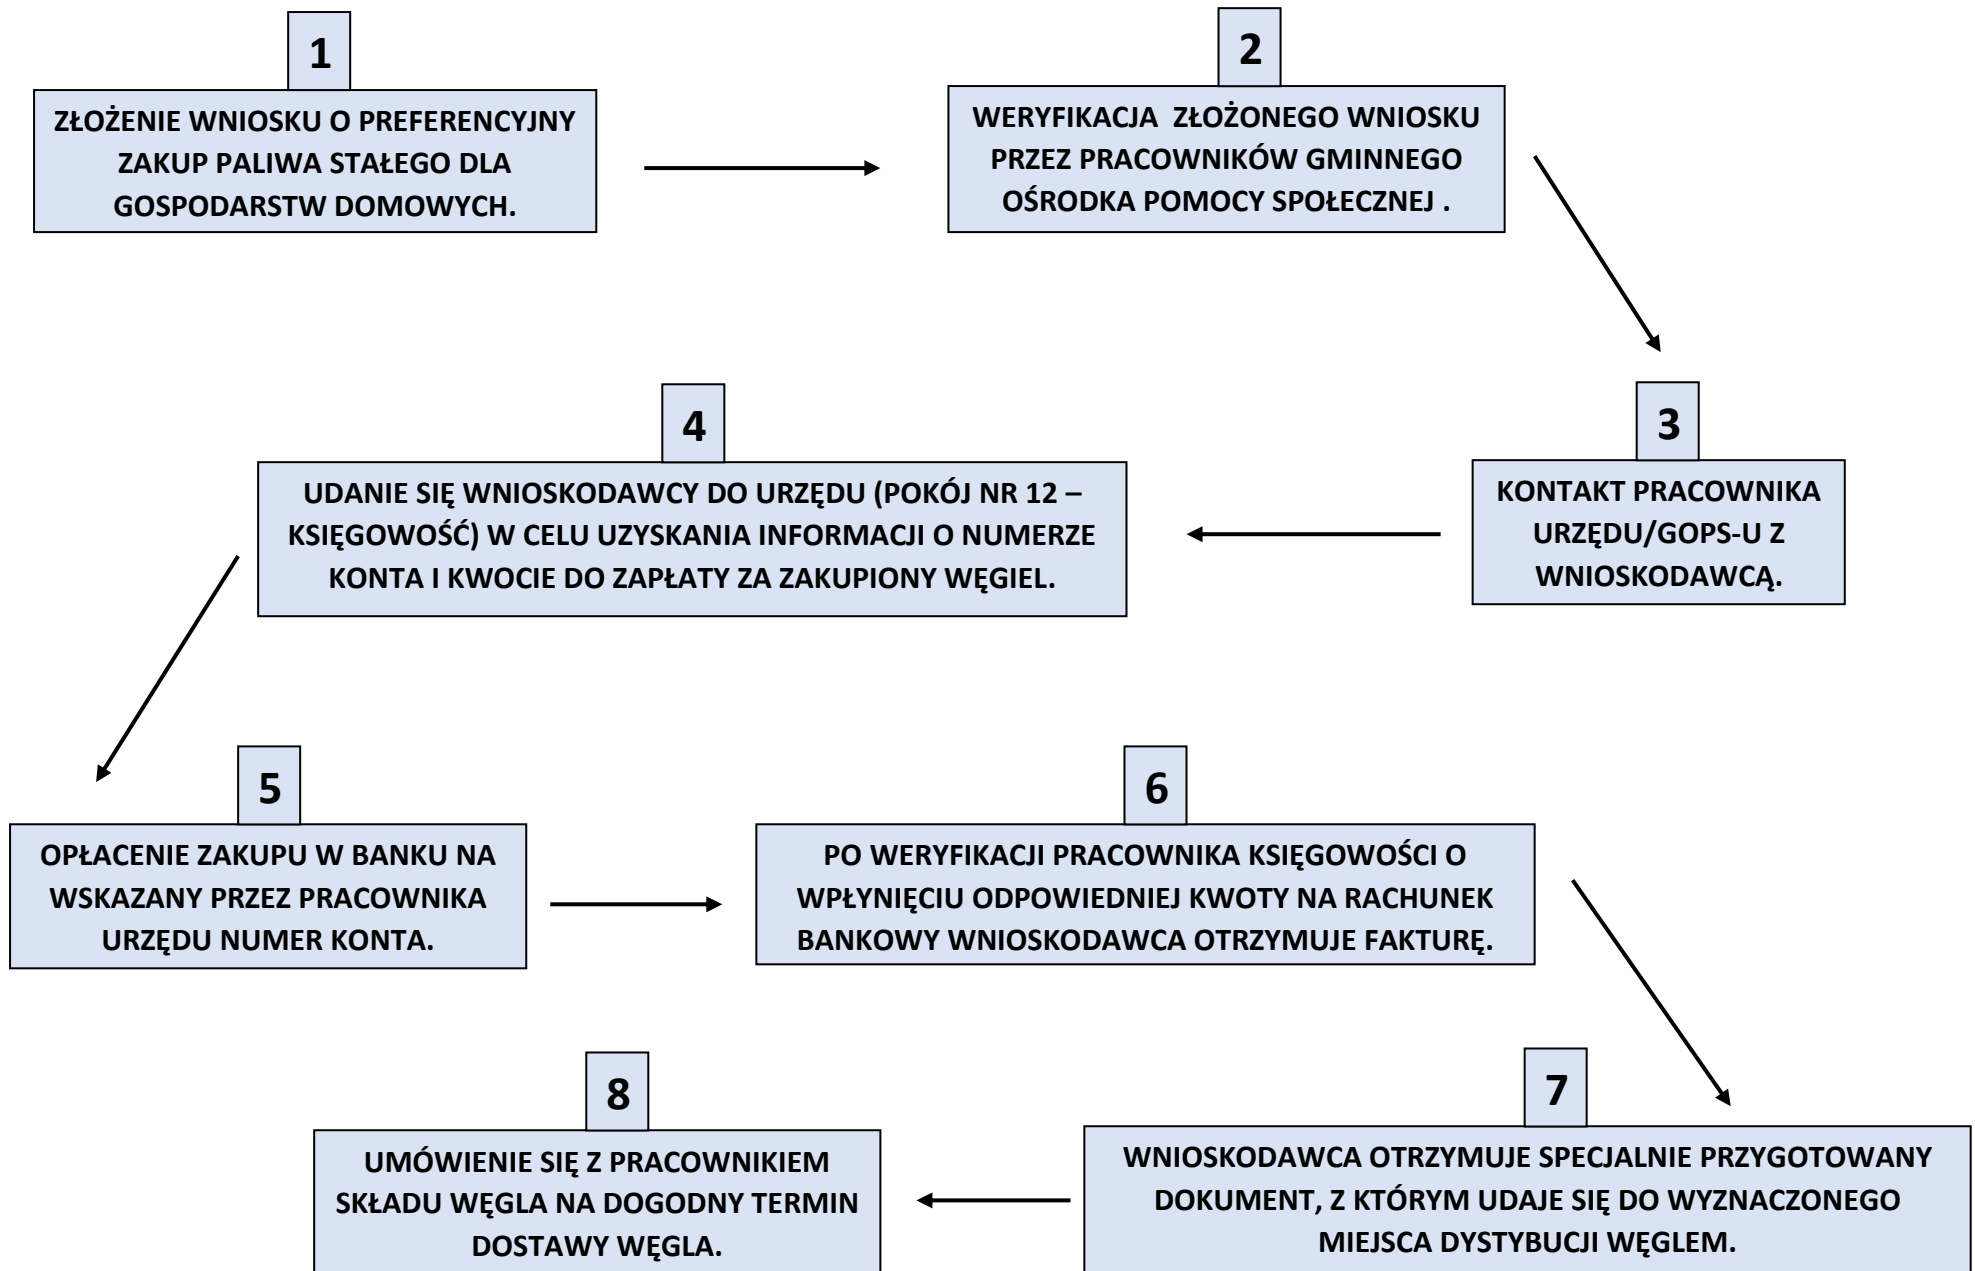 1
ZŁOŻENIE WNIOSKU O PREFERENCYJNY
ZAKUP PALIWA STAŁEGO DLA
GOSPODARSTW DOMOWYCH.
2
WERYFIKACJA ZŁOŻONEGO WNIOSKU
PRZEZ PRACOWNIKÓW GMINNEGO
OŚRODKA POMOCY SPOŁECZNEJ .
3
KONTAKT PRACOWNIKA
URZĘDU/GOPS-U Z
WNIOSKODAWCĄ.
4
UDANIE SIĘ WNIOSKODAWCY DO URZĘDU (POKÓJ NR 12 –
KSIĘGOWOŚĆ) W CELU UZYSKANIA INFORMACJI O NUMERZE
KONTA I KWOCIE DO ZAPŁATY ZA ZAKUPIONY WĘGIEL.
5
OPŁACENIE ZAKUPU W BANKU NA
WSKAZANY PRZEZ PRACOWNIKA
URZĘDU NUMER KONTA.
6
PO WERYFIKACJI PRACOWNIKA KSIĘGOWOŚCI O
WPŁYNIĘCIU ODPOWIEDNIEJ KWOTY NA RACHUNEK
BANKOWY WNIOSKODAWCA OTRZYMUJE FAKTURĘ.
7
WNIOSKODAWCA OTRZYMUJE SPECJALNIE PRZYGOTOWANY
DOKUMENT, Z KTÓRYM UDAJE SIĘ DO WYZNACZONEGO
MIEJSCA DYSTYBUCJI WĘGLEM.
8
UMÓWIENIE SIĘ Z PRACOWNIKIEM
SKŁADU WĘGLA NA DOGODNY TERMIN
DOSTAWY WĘGLA.